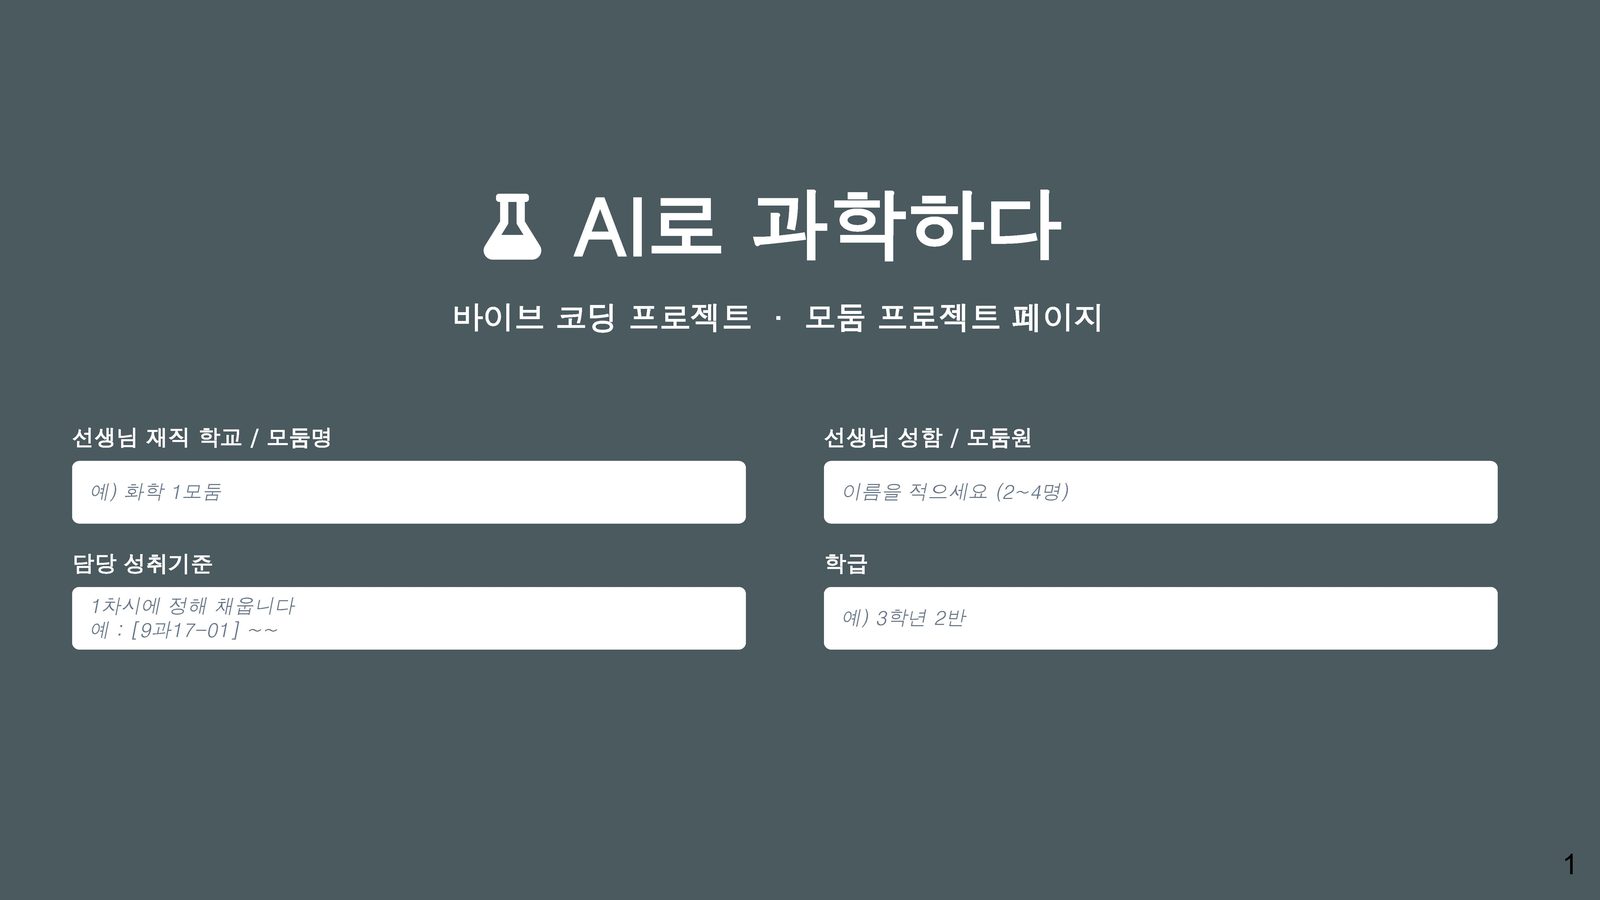 AI로 과학하다
바이브 코딩 프로젝트 · 모둠 프로젝트 페이지
선생님 재직 학교 / 모둠명
예) 화학 1모둠
선생님 성함 / 모둠원
이름을 적으세요 (2~4명)
담당 성취기준
1차시에 정해 채웁니다
예 : [9과17-01] ~~
학급
예) 3학년 2반
1